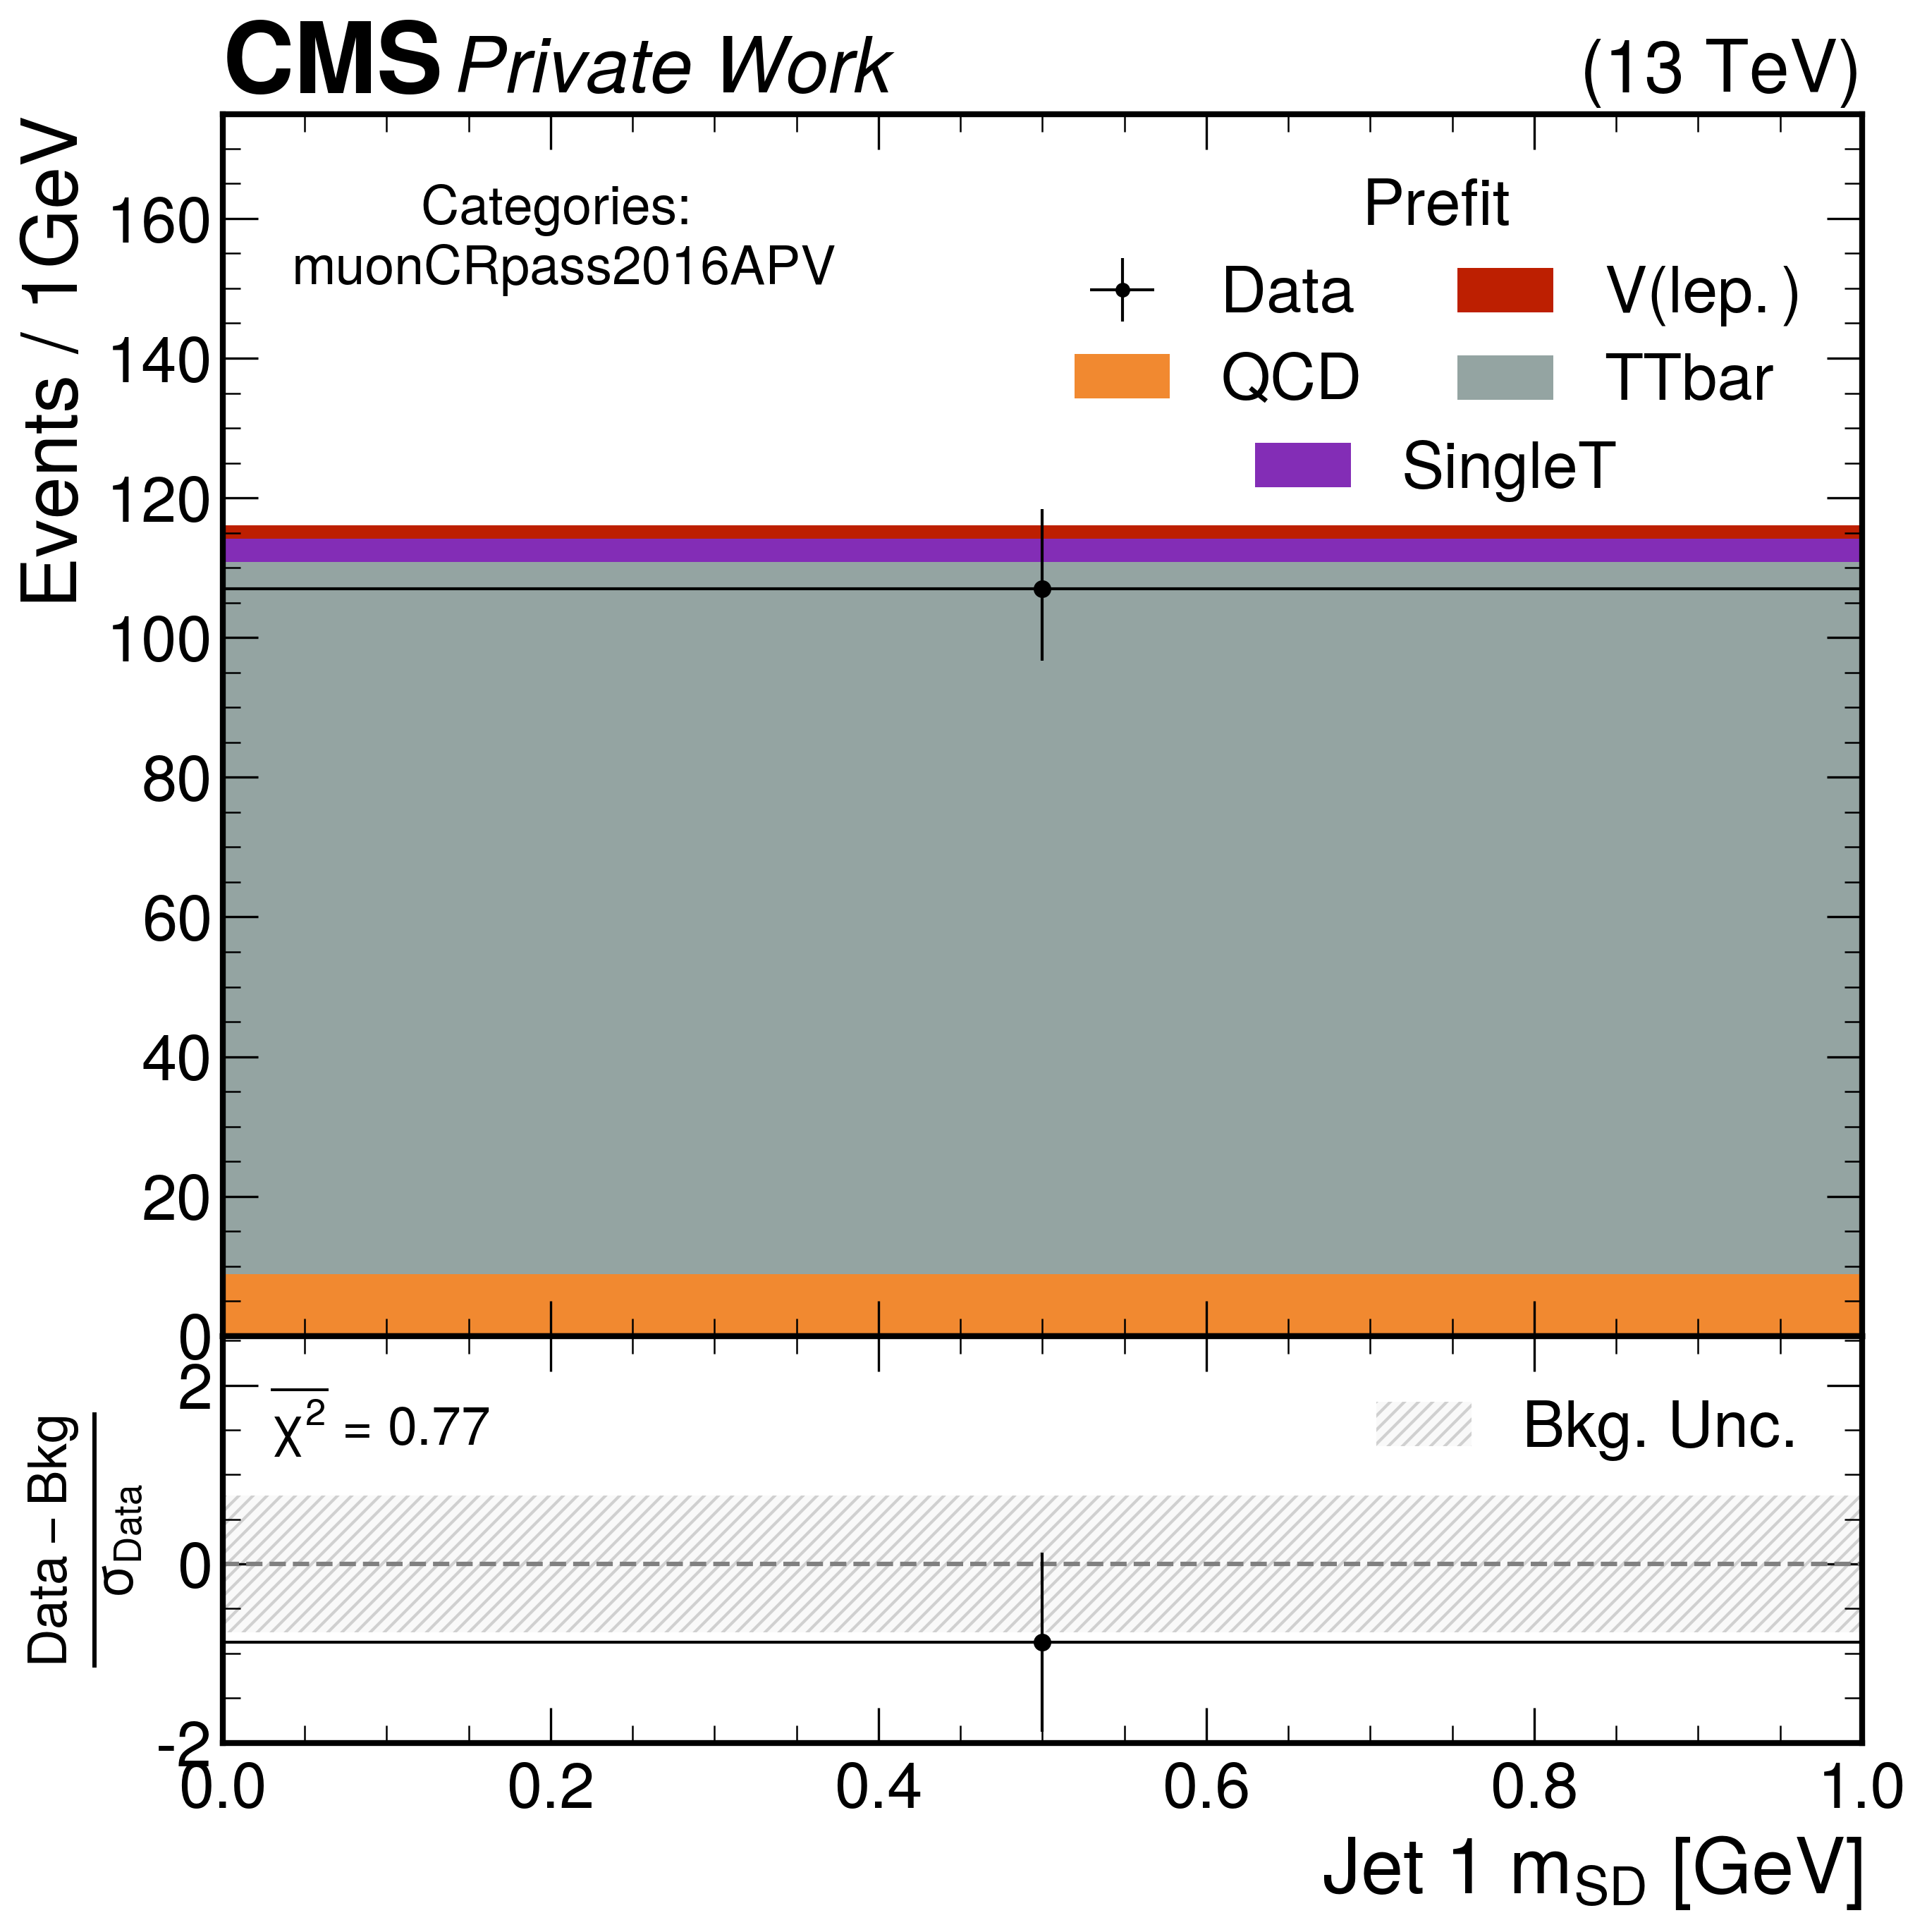 CMS Private Work (13 TeV)
Events / 1 GeV
160
140
120
100
80
60
40
20
0
Categories:
muonCRpass2016APV
Prefit
Data V(lep.)
QCD TTbar
SingleT
Data − Bkg
σData
2
0
-2
χ2 = 0.77
Bkg. Unc.
0.0 0.2 0.4 0.6 0.8 1.0
Jet 1 mSD [GeV]